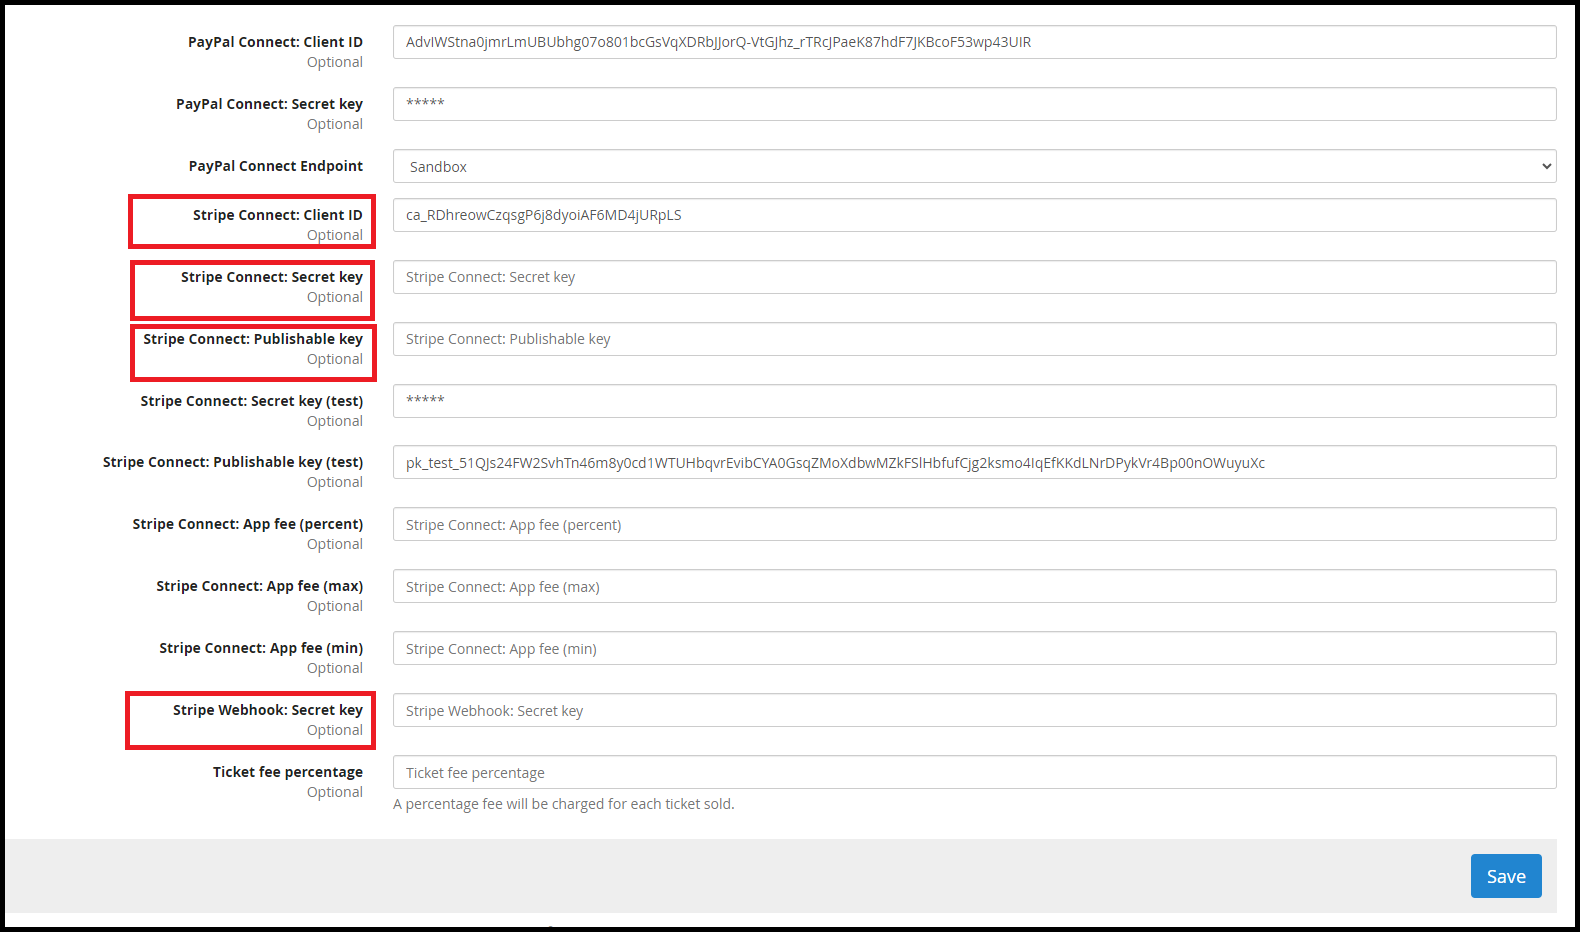 PayPal Connect: Client ID
Optional
AdvIWStna0jmrLmUBUbhg07o801bcGsVqXDRbJJorQ-VtGJhz_rTRcJPaeK87hdF7JKBcoF53wp43UIR
PayPal Connect: Secret key
Optional
*****
PayPal Connect Endpoint
Sandbox
Stripe Connect: Client ID
Optional
ca_RDhreowCzqsgP6j8dyoiAF6MD4jURpLS
Stripe Connect: Secret key
Optional
Stripe Connect: Secret key
Stripe Connect: Publishable key
Optional
Stripe Connect: Publishable key
Stripe Connect: Secret key (test)
Optional
*****
Stripe Connect: Publishable key (test)
Optional
pk_test_51QJs24FW2SvhTn46m8y0cd1WTUHbqvrEvibCYA0GsqZMoXdbwMZkFSlHbfufCjg2ksmo4IqEfKKdLNrDPykVr4Bp00nOWuyuXc
Stripe Connect: App fee (percent)
Optional
Stripe Connect: App fee (percent)
Stripe Connect: App fee (max)
Optional
Stripe Connect: App fee (max)
Stripe Connect: App fee (min)
Optional
Stripe Connect: App fee (min)
Stripe Webhook: Secret key
Optional
Stripe Webhook: Secret key
Ticket fee percentage
Optional
Ticket fee percentage
A percentage fee will be charged for each ticket sold.
Save